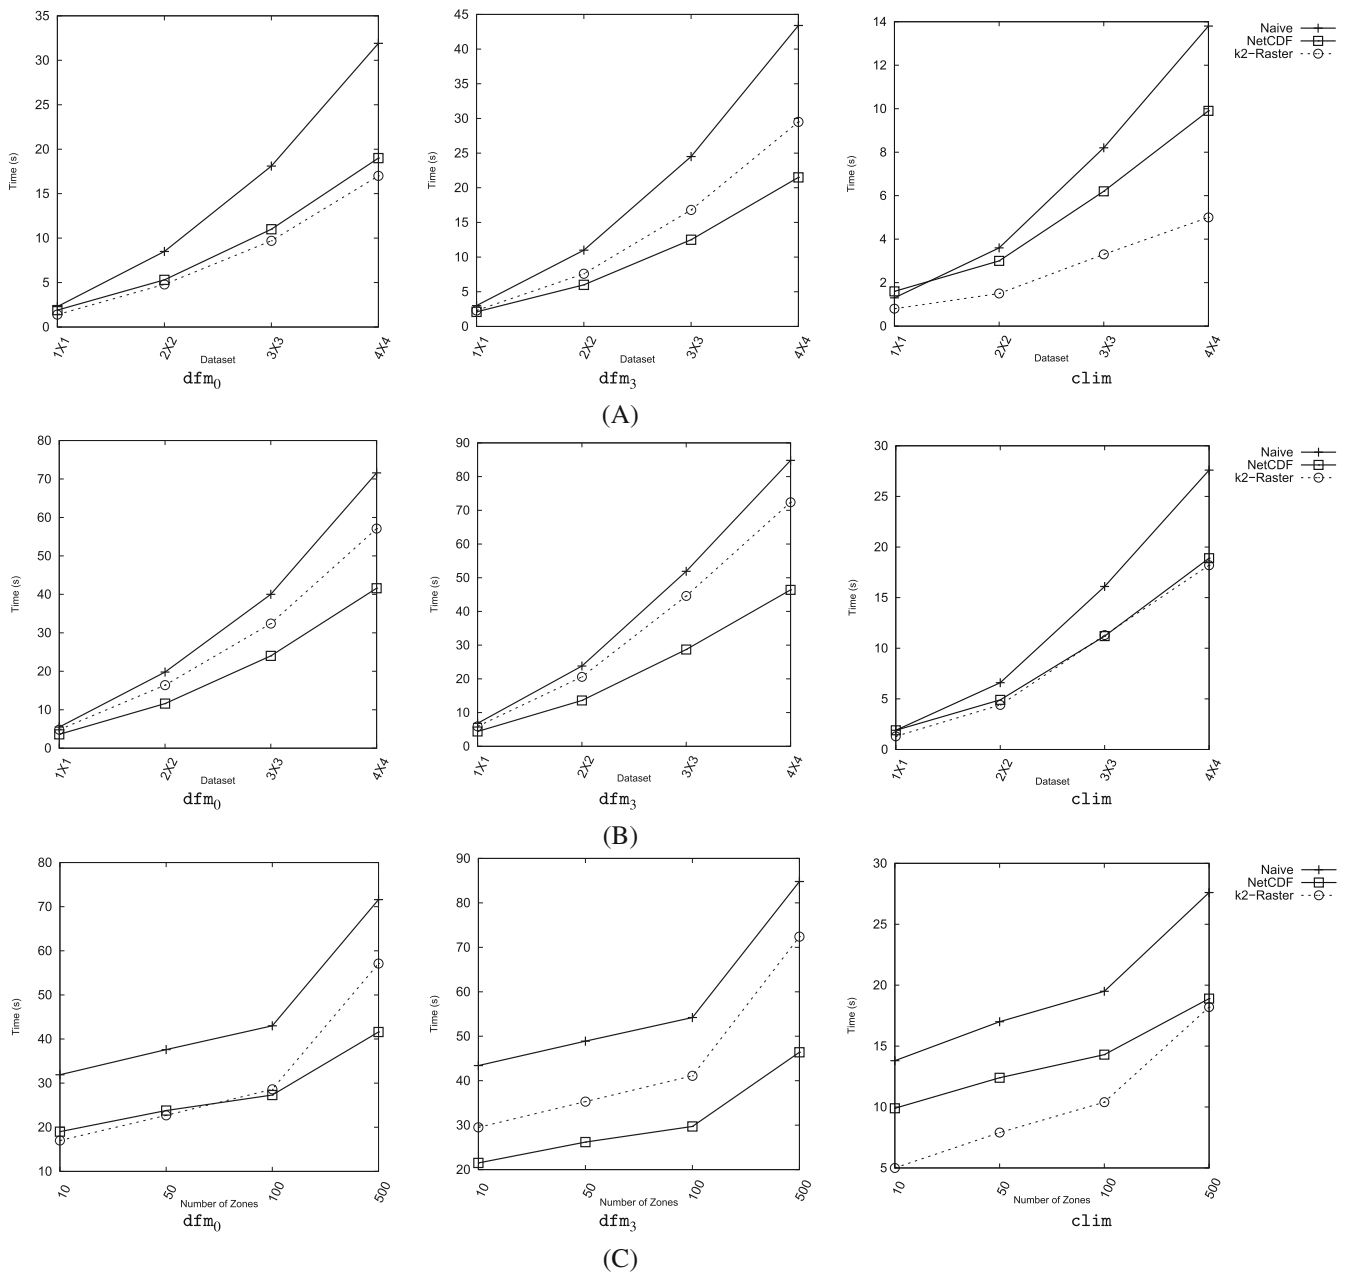 35
30
25
20
15
10
5
0
Time (s)
1X1
2X2
3X3
4X4
Dataset
dfm0
45
40
35
30
25
20
15
10
5
0
Time (s)
1X1
2X2
3X3
4X4
Dataset
dfm3
14
12
10
8
6
4
2
0
Time (s)
1X1
2X2
3X3
4X4
Dataset
clim
Naive
NetCDF
k2-Raster
(A)
80
70
60
50
40
30
20
10
0
Time (s)
1X1
2X2
3X3
4X4
Dataset
dfm0
90
80
70
60
50
40
30
20
10
0
Time (s)
1X1
2X2
3X3
4X4
Dataset
dfm3
30
25
20
15
10
5
0
Time (s)
1X1
2X2
3X3
4X4
Dataset
clim
Naive
NetCDF
k2-Raster
(B)
80
70
60
50
40
30
20
10
Time (s)
10
50
100
500
Number of Zones
dfm0
90
80
70
60
50
40
30
20
Time (s)
10
50
100
500
Number of Zones
dfm3
30
25
20
15
10
5
Time (s)
10
50
100
500
Number of Zones
clim
Naive
NetCDF
k2-Raster
(C)